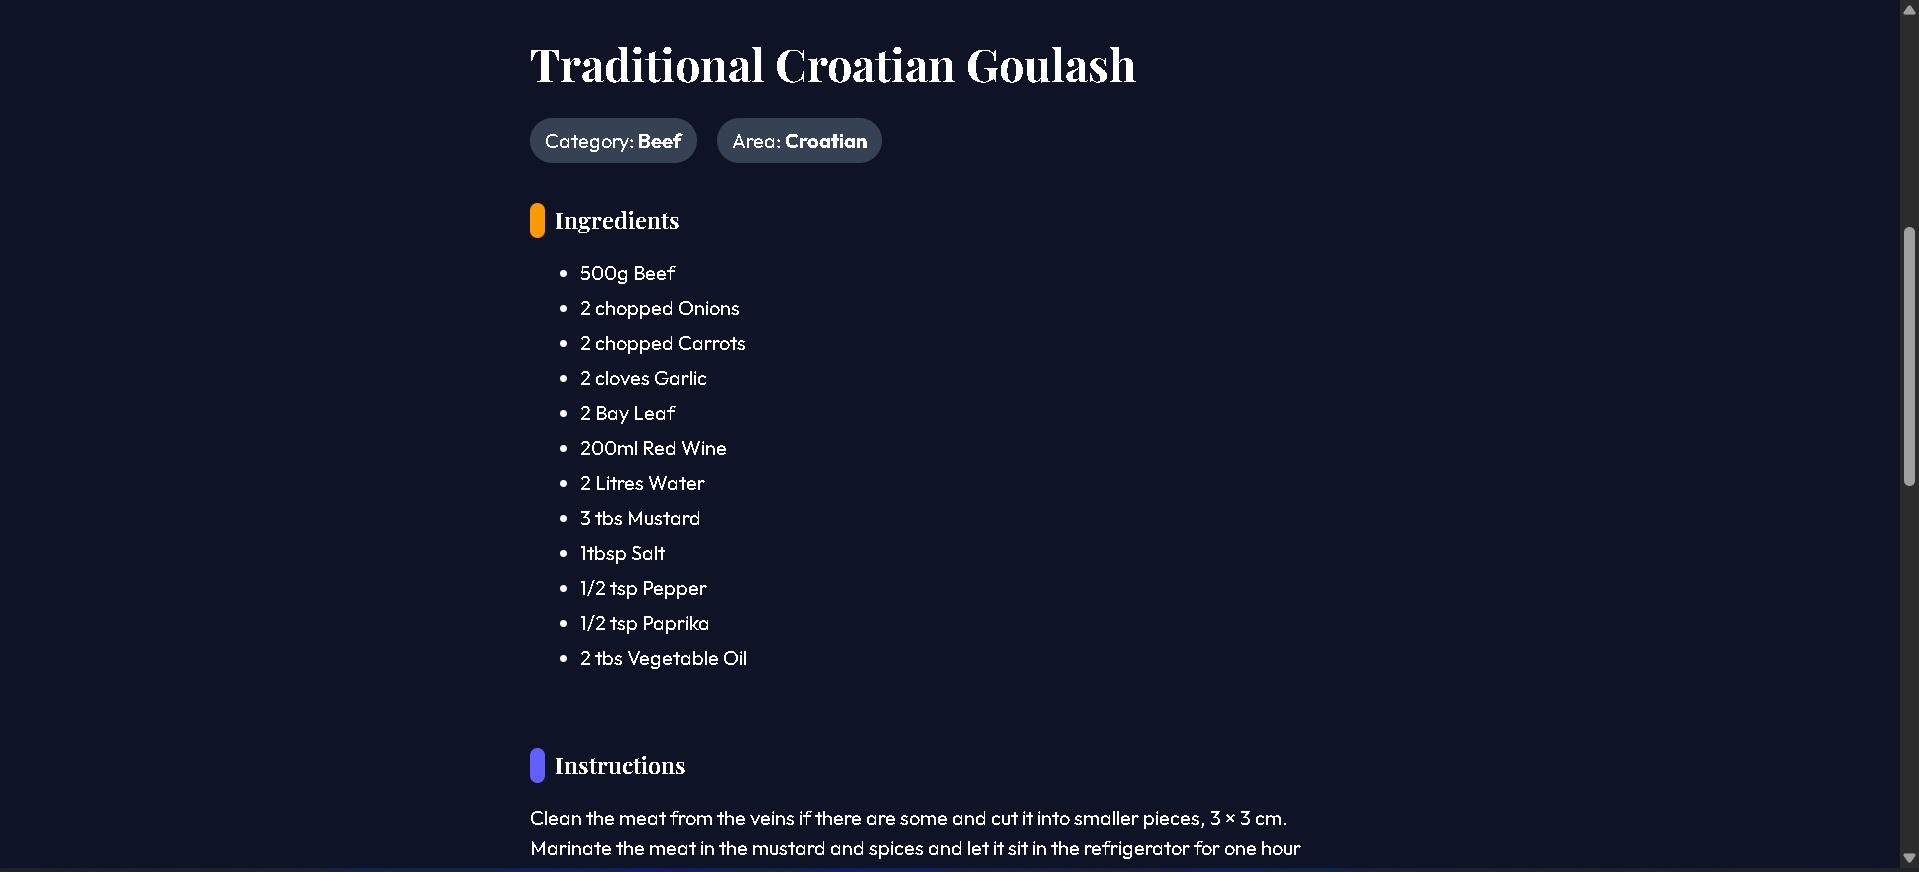 Traditional Croatian Goulash
Category: Beef
Area: Croatian
Ingredients
500g Beef
2 chopped Onions
2 chopped Carrots
2 cloves Garlic
2 Bay Leaf
200ml Red Wine
2 Litres Water
3 tbs Mustard
1tbsp Salt
1/2 tsp Pepper
1/2 tsp Paprika
2 tbs Vegetable Oil
Instructions
Clean the meat from the veins if there are some and cut it into smaller pieces, 3 × 3 cm.
Marinate the meat in the mustard and spices and let it sit in the refrigerator for one hour